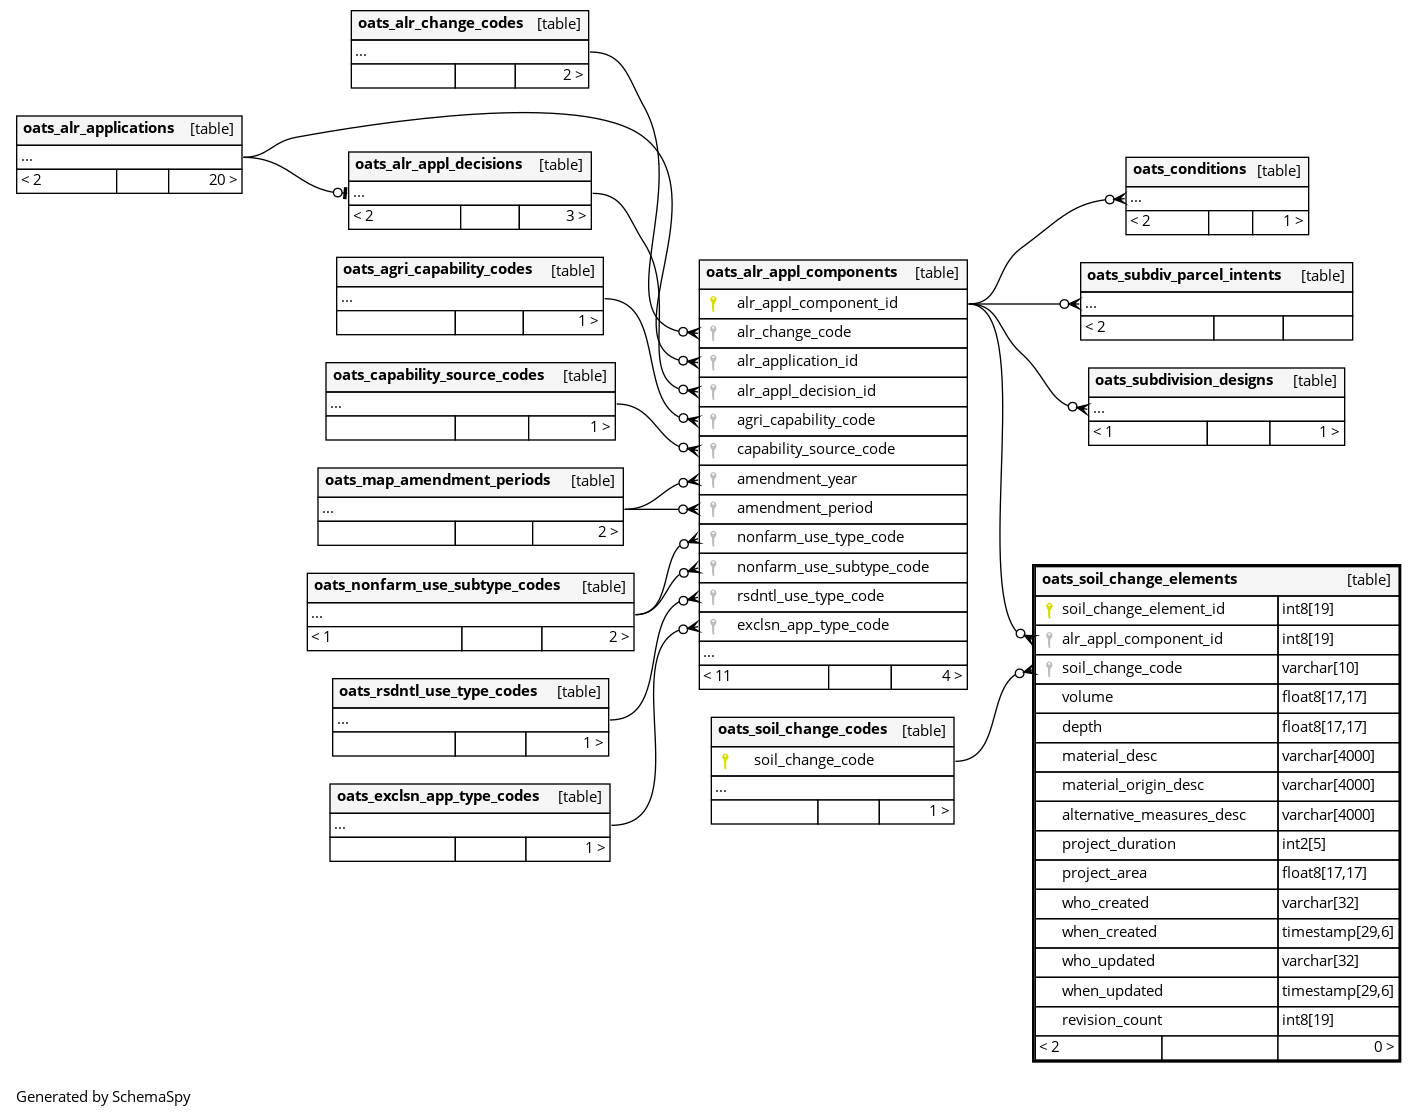 oats_alr_change_codes [table]
...
2 >
oats_alr_applications [table]
...
< 2 20 >
oats_alr_appl_decisions [table]
...
< 2 3 >
oats_agri_capability_codes [table]
...
1 >
oats_capability_source_codes [table]
...
1 >
oats_map_amendment_periods [table]
...
2 >
oats_nonfarm_use_subtype_codes [table]
...
< 1 2 >
oats_rsdntl_use_type_codes [table]
...
1 >
oats_exclsn_app_type_codes [table]
...
1 >
oats_alr_appl_components [table]
alr_appl_component_id
alr_change_code
alr_application_id
alr_appl_decision_id
agri_capability_code
capability_source_code
amendment_year
amendment_period
nonfarm_use_type_code
nonfarm_use_subtype_code
rsdntl_use_type_code
exclsn_app_type_code
...
< 11 4 >
oats_soil_change_codes [table]
soil_change_code
...
1 >
oats_conditions [table]
...
< 2 1 >
oats_subdiv_parcel_intents [table]
...
< 2
oats_subdivision_designs [table]
...
< 1 1 >
oats_soil_change_elements [table]
soil_change_element_id int8[19]
alr_appl_component_id int8[19]
soil_change_code varchar[10]
volume float8[17,17]
depth float8[17,17]
material_desc varchar[4000]
material_origin_desc varchar[4000]
alternative_measures_desc varchar[4000]
project_duration int2[5]
project_area float8[17,17]
who_created varchar[32]
when_created timestamp[29,6]
who_updated varchar[32]
when_updated timestamp[29,6]
revision_count int8[19]
< 2 0 >
Generated by SchemaSpy